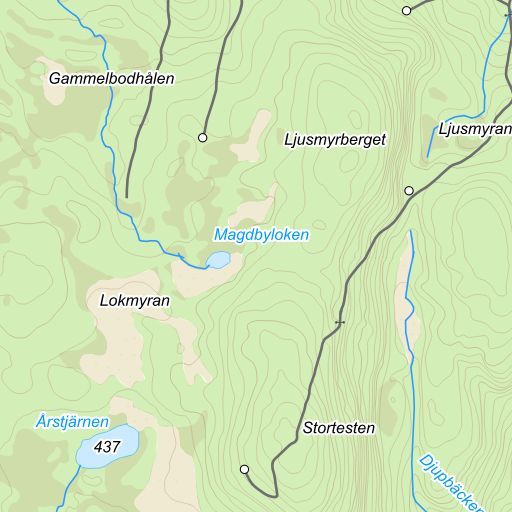 Gammelbodhålen
Ljusmyran
Ljusmyrberget
Magdbyloken
Lokmyran
Årstjärnen
437
Stortesten
Djupbäcken